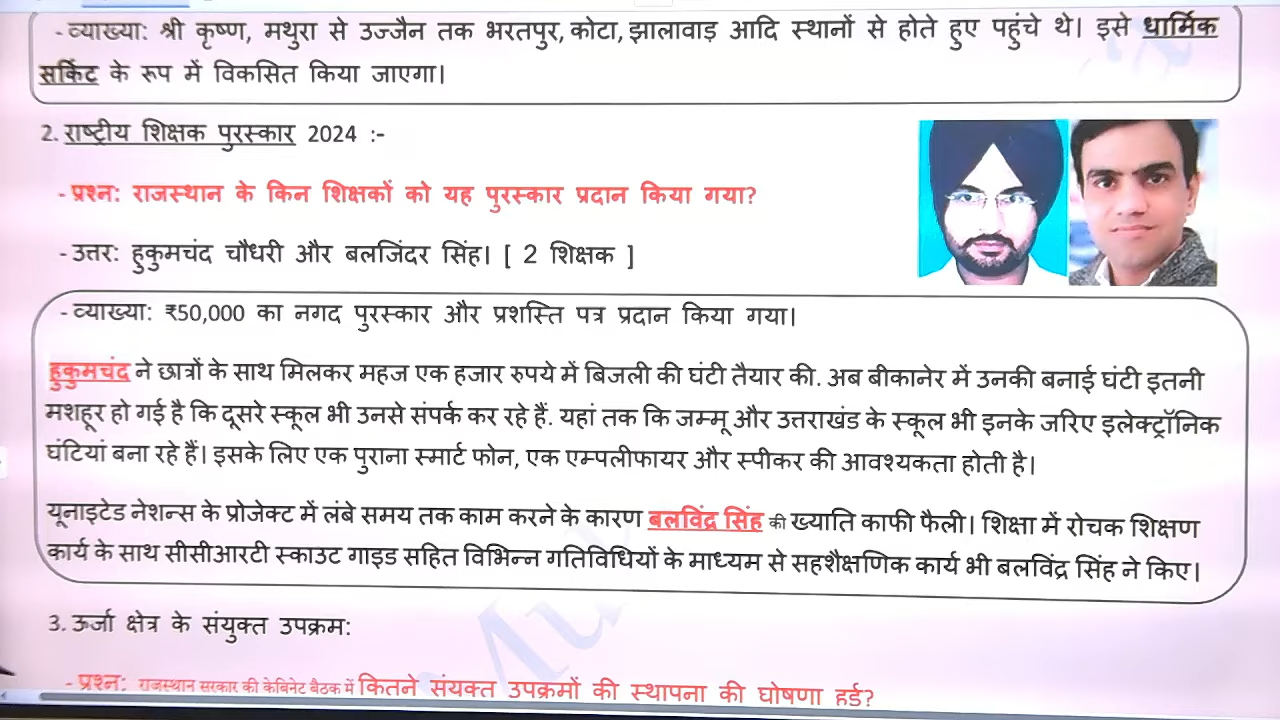 - व्याख्या: श्री कृष्ण, मथुरा से उज्जैन तक भरतपुर, कोटा, झालावाड़ आदि स्थानों से होते हुए पहुंचे थे। इसे धार्मिक
सर्किट के रूप में विकसित किया जाएगा।
2. राष्ट्रीय शिक्षक पुरस्कार 2024 :-
- प्रश्न: राजस्थान के किन शिक्षकों को यह पुरस्कार प्रदान किया गया?
- उत्तर: हुकुमचंद चौधरी और बलजिंदर सिंह। [ 2 शिक्षक ]
- व्याख्या: ₹50,000 का नगद पुरस्कार और प्रशस्ति पत्र प्रदान किया गया।
हुकुमचंद ने छात्रों के साथ मिलकर महज एक हजार रुपये में बिजली की घंटी तैयार की. अब बीकानेर में उनकी बनाई घंटी इतनी
मशहूर हो गई है कि दूसरे स्कूल भी उनसे संपर्क कर रहे हैं. यहां तक कि जम्मू और उत्तराखंड के स्कूल भी इनके जरिए इलेक्ट्रॉनिक
घंटियां बना रहे हैं। इसके लिए एक पुराना स्मार्ट फोन, एक एम्पलीफायर और स्पीकर की आवश्यकता होती है।
यूनाइटेड नेशन्स के प्रोजेक्ट में लंबे समय तक काम करने के कारण बलविंद्र सिंह की ख्याति काफी फैली। शिक्षा में रोचक शिक्षण
कार्य के साथ सीसीआरटी स्काउट गाइड सहित विभिन्न गतिविधियों के माध्यम से सहशैक्षणिक कार्य भी बलविंद्र सिंह ने किए।
3. ऊर्जा क्षेत्र के संयुक्त उपक्रम:
- प्रश्न: राजस्थान सरकार की केबिनेट बैठक में कितने संयुक्त उपक्रमों की स्थापना की घोषणा हुई?